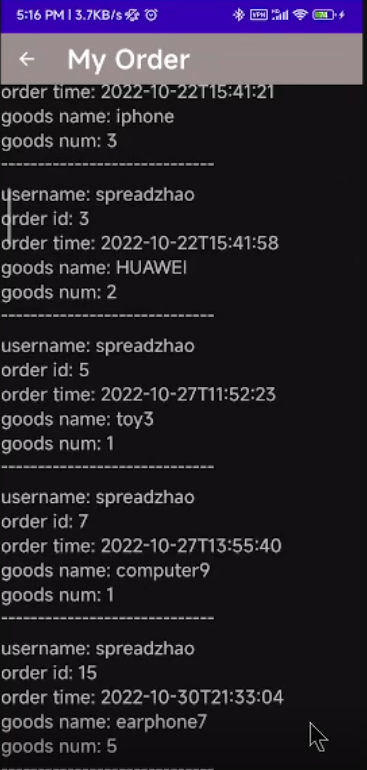 5:16 PM | 3.7KB/s
VPN
My Order
order time: 2022-10-22T15:41:21
goods name: iphone
goods num: 3
-----------------------------
username: spreadzhao
order id: 3
order time: 2022-10-22T15:41:58
goods name: HUAWEI
goods num: 2
-----------------------------
username: spreadzhao
order id: 5
order time: 2022-10-27T11:52:23
goods name: toy3
goods num: 1
-----------------------------
username: spreadzhao
order id: 7
order time: 2022-10-27T13:55:40
goods name: computer9
goods num: 1
-----------------------------
username: spreadzhao
order id: 15
order time: 2022-10-30T21:33:04
goods name: earphone7
goods num: 5
-----------------------------